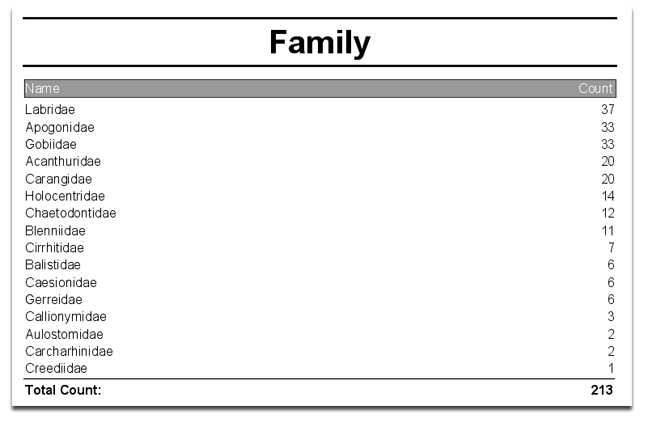 Family
Name Count
Labridae 37
Apogonidae 33
Gobiidae 33
Acanthuridae 20
Carangidae 20
Holocentridae 14
Chaetodontidae 12
Blenniidae 11
Cirrhitidae 7
Balistidae 6
Caesionidae 6
Gerreidae 6
Callionymidae 3
Aulostomidae 2
Carcharhinidae 2
Creediidae 1
Total Count: 213